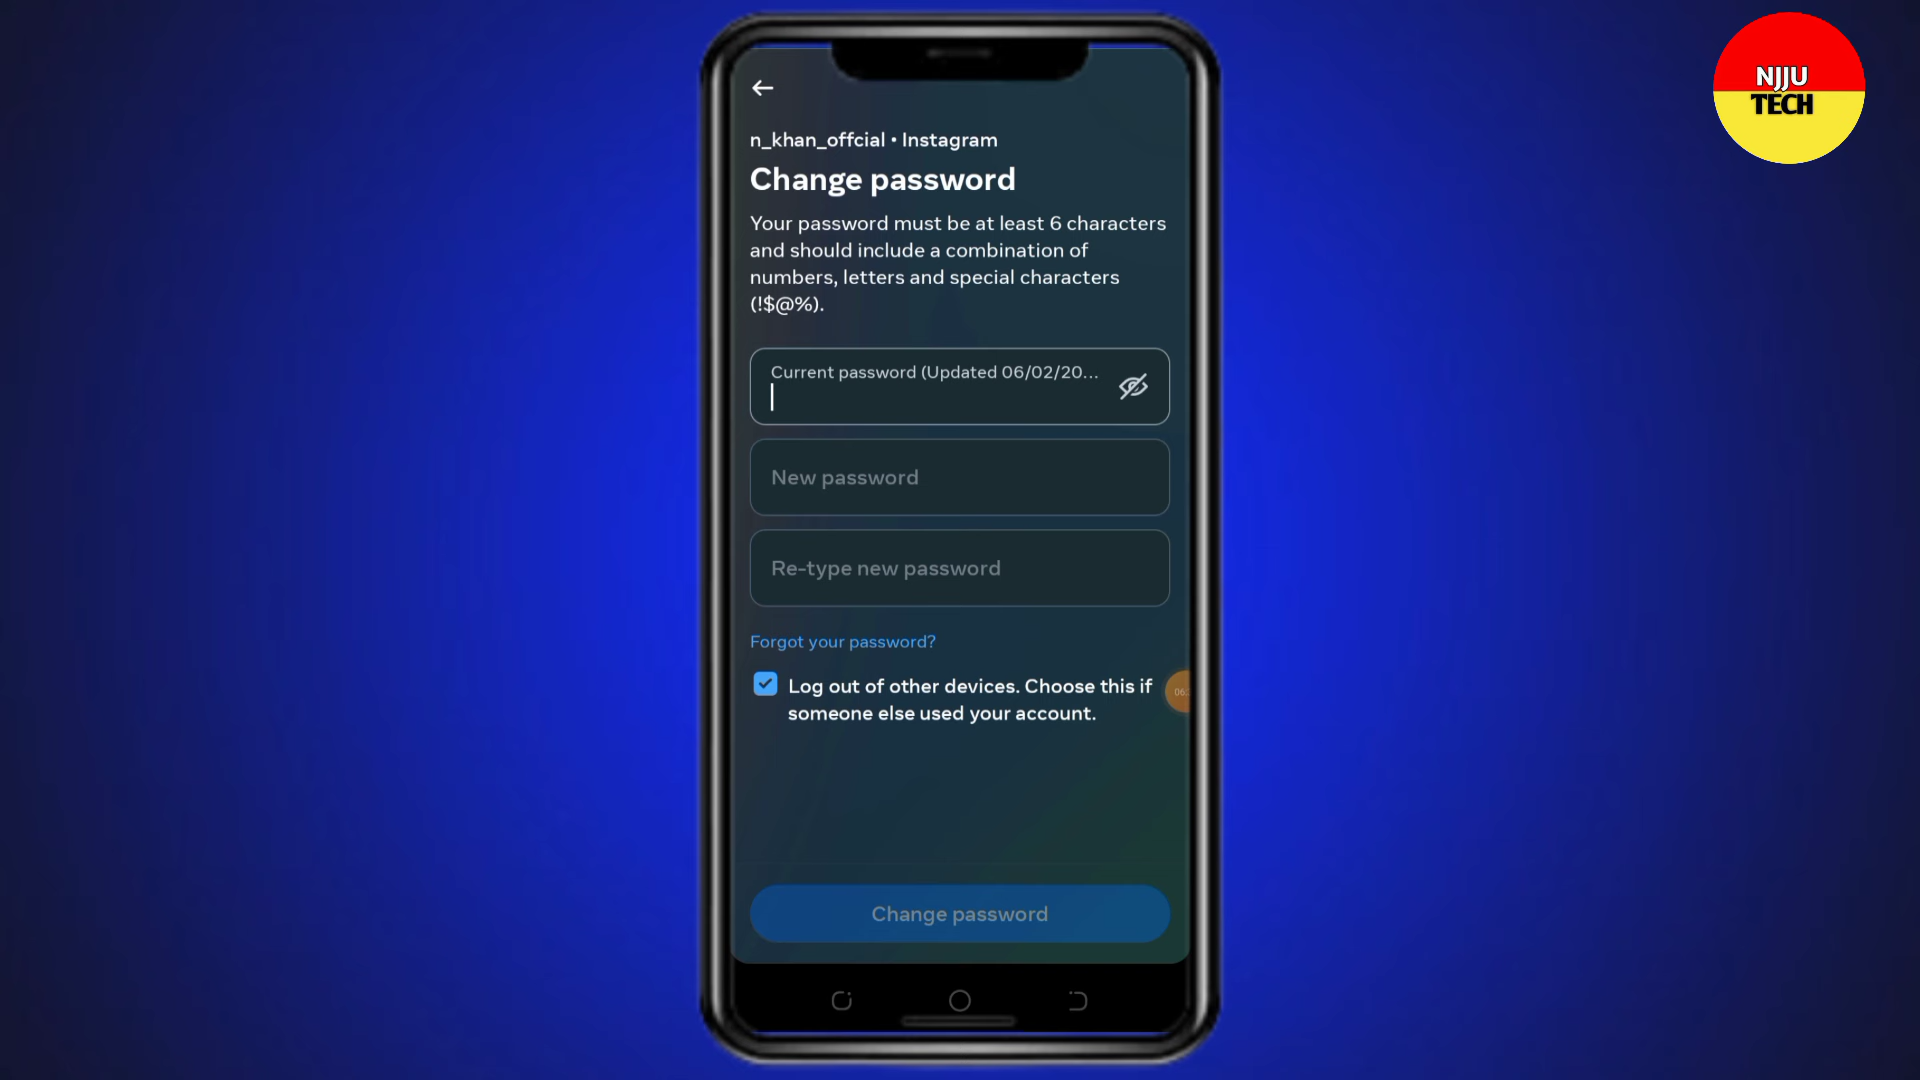 NJJU
TECH
n_khan_offcial • Instagram
Change password
Your password must be at least 6 characters
and should include a combination of
numbers, letters and special characters
(!$@%).
Current password (Updated 06/02/20...
New password
Re-type new password
Forgot your password?
Log out of other devices. Choose this if
someone else used your account.
Change password